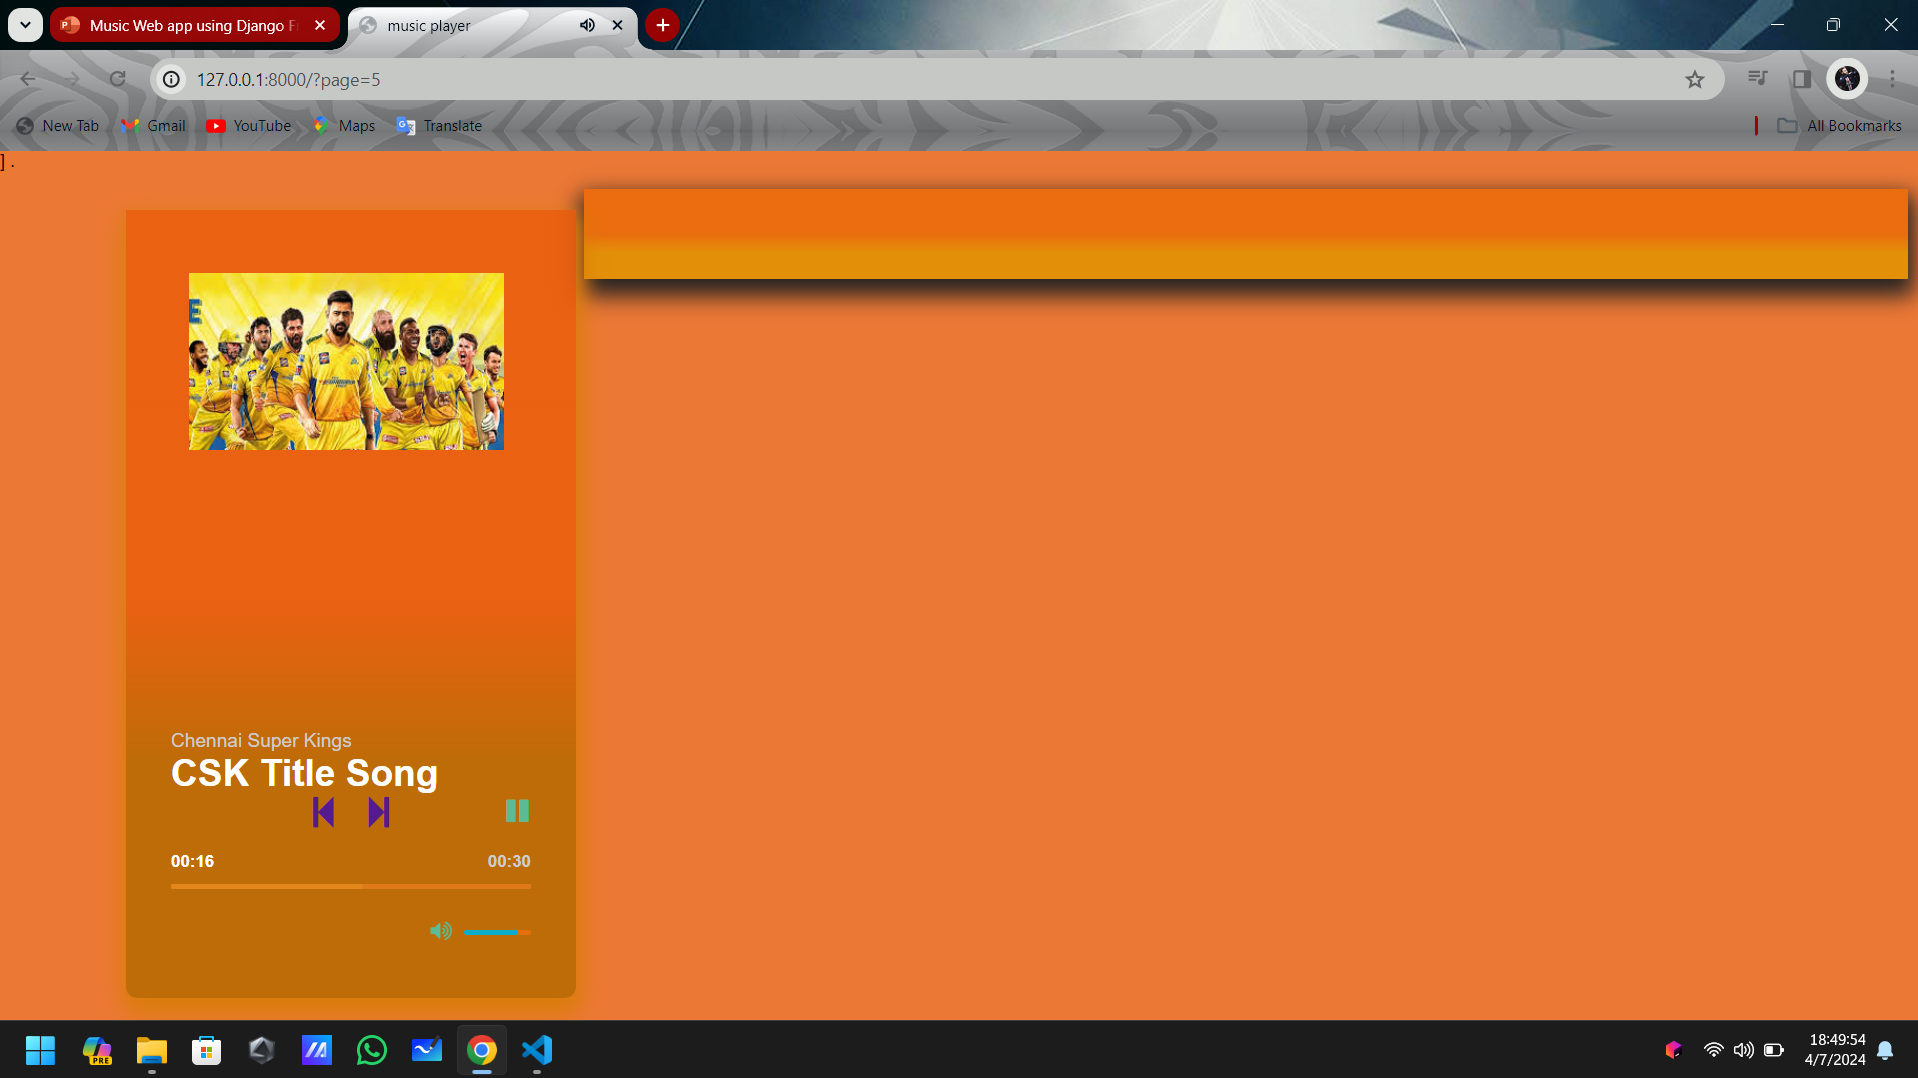 Music Web app using Django Fr
music player
127.0.0.1:8000/?page=5
New Tab
Gmail
YouTube
Maps
Translate
All Bookmarks
] .
E
Chennai Super Kings
CSK Title Song
00:16
00:30
PRE
18:49:54
4/7/2024